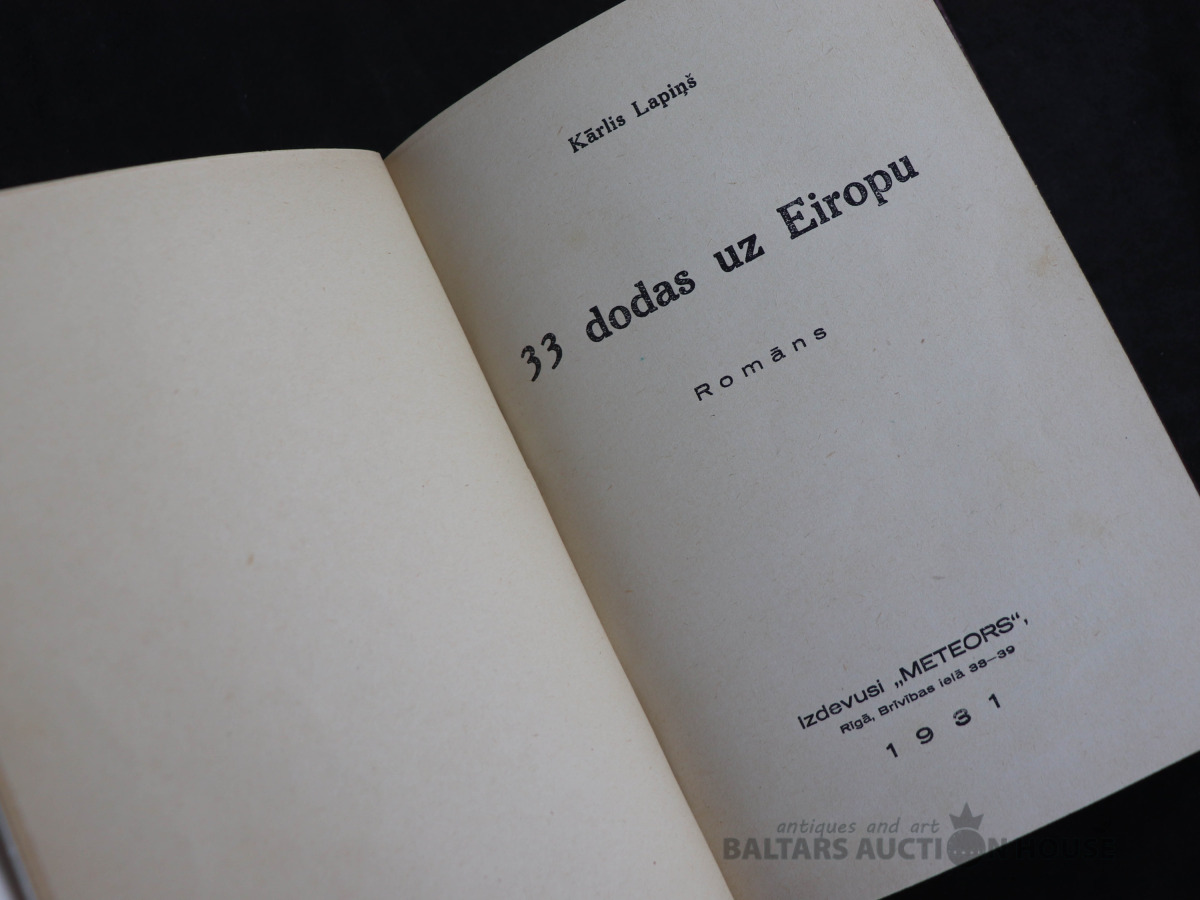 Kārlis Lapiņš
33 dodas uz Eiropu
Romāns
Izdevusi „METEORS“,
Rīgā, Brīvības ielā 38—39
1931
antiques and art
BALTARS AUCTION HOUSE